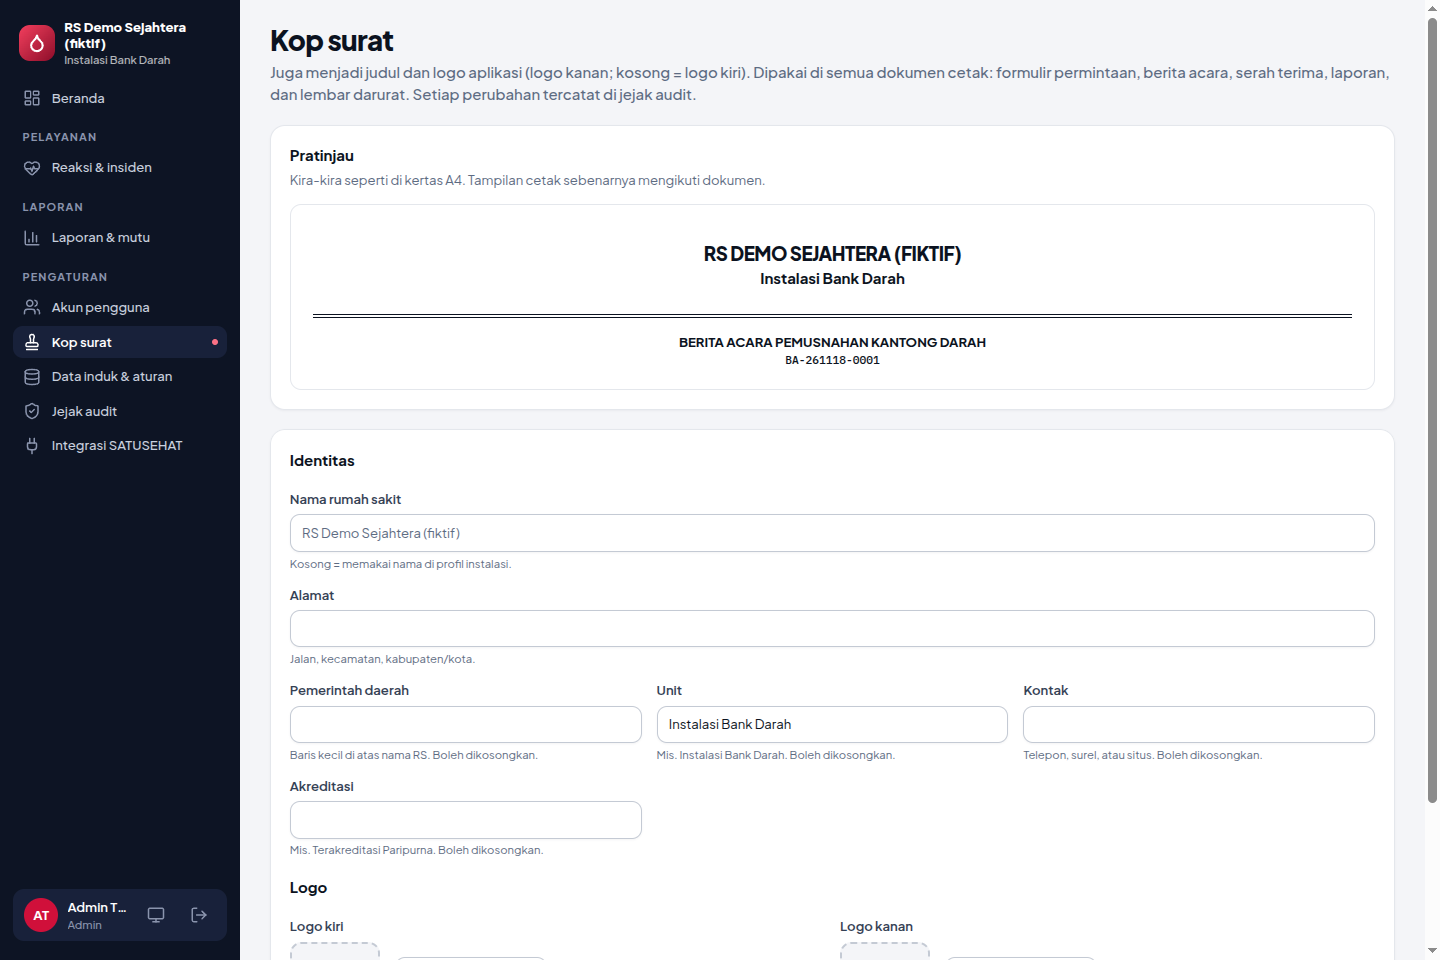 RS Demo Sejahtera
(fiktif)
Instalasi Bank Darah
Beranda
PELAYANAN
Reaksi & insiden
LAPORAN
Laporan & mutu
PENGATURAN
Akun pengguna
Kop surat
Data induk & aturan
Jejak audit
Integrasi SATUSEHAT
AT
Admin T...
Admin
Kop surat
Juga menjadi judul dan logo aplikasi (logo kanan; kosong = logo kiri). Dipakai di semua dokumen cetak: formulir permintaan, berita acara, serah terima, laporan,
dan lembar darurat. Setiap perubahan tercatat di jejak audit.
Pratinjau
Kira-kira seperti di kertas A4. Tampilan cetak sebenarnya mengikuti dokumen.
RS DEMO SEJAHTERA (FIKTIF)
Instalasi Bank Darah
BERITA ACARA PEMUSNAHAN KANTONG DARAH
BA-261118-0001
Identitas
Nama rumah sakit
RS Demo Sejahtera (fiktif)
Kosong = memakai nama di profil instalasi.
Alamat
Jalan, kecamatan, kabupaten/kota.
Pemerintah daerah
Baris kecil di atas nama RS. Boleh dikosongkan.
Unit
Instalasi Bank Darah
Mis. Instalasi Bank Darah. Boleh dikosongkan.
Kontak
Telepon, surel, atau situs. Boleh dikosongkan.
Akreditasi
Mis. Terakreditasi Paripurna. Boleh dikosongkan.
Logo
Logo kiri
Logo kanan